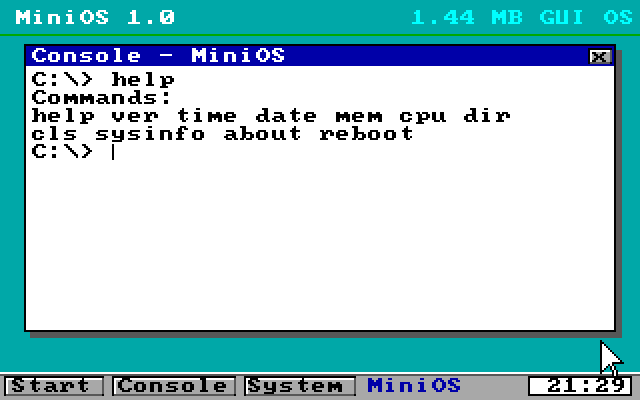 MiniOS 1.0 1.44 MB GUI OS
Console - MiniOS
C:\> help
Commands:
help ver time date mem cpu dir
cls sysinfo about reboot
C:\>
Start Console System MiniOS 21:29